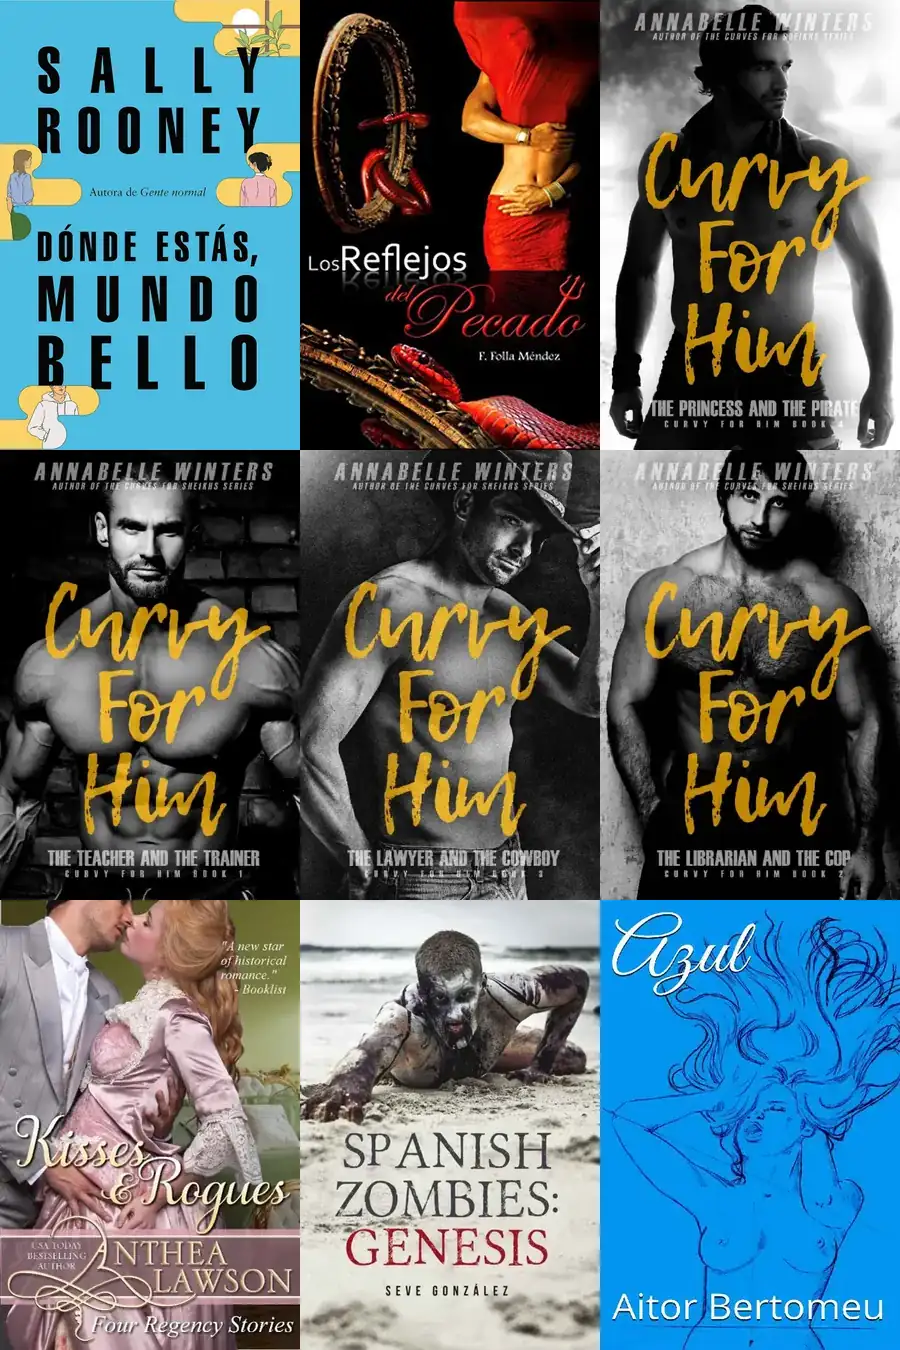 SALLY
ROONEY
Autora de Gente normal
DÓNDE ESTÁS,
MUNDO
BELLO
Los Reflejos
del
Pecado
F. Folla Méndez
ANNABELLE WINTERS
AUTHOR OF THE CURVES FOR SHEIKHS SERIES
Curvy
For
Him
THE PRINCESS AND THE PIRATE
CURVY FOR HIM BOOK 4
ANNABELLE WINTERS
AUTHOR OF THE CURVES FOR SHEIKHS SERIES
Curvy
For
Him
THE TEACHER AND THE TRAINER
CURVY FOR HIM BOOK 1
ANNABELLE WINTERS
AUTHOR OF THE CURVES FOR SHEIKHS SERIES
Curvy
For
Him
THE LAWYER AND THE COWBOY
CURVY FOR HIM BOOK 3
ANNABELLE WINTERS
AUTHOR OF THE CURVES FOR SHEIKHS SERIES
Curvy
For
Him
THE LIBRARIAN AND THE COP
CURVY FOR HIM BOOK 2
"A new star
of historical
romance."
- Booklist
Kisses
& Rogues
USA TODAY
BESTSELLING
AUTHOR
ANTHEA
LAWSON
Four Regency Stories
SPANISH
ZOMBIES:
GENESIS
SEVE GONZÁLEZ
Azul
Aitor Bertomeu